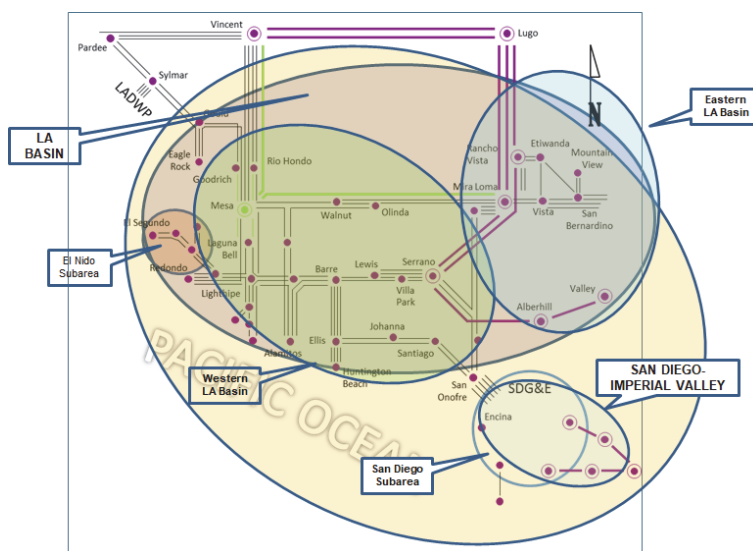 Vincent
Lugo
Pardee
Sylmar
LADWP
Gould
Eagle
Rock
Goodrich
Rio Hondo
Mesa
LA
BASIN
Eastern
LA Basin
N
Rancho
Vista
Etiwanda
Mountain
View
Mira Loma
Vista
San
Bernardino
Walnut
Olinda
El Segundo
El Nido
Subarea
Redondo
Laguna
Bell
Lighthipe
Barre
Lewis
Serrano
Villa
Park
Alberhill
Valley
Alamitos
Ellis
Johanna
Santiago
Huntington
Beach
Western
LA Basin
PACIFIC OCEAN
San
Onofre
SDG&E
SAN DIEGO-
IMPERIAL VALLEY
Encina
San Diego
Subarea